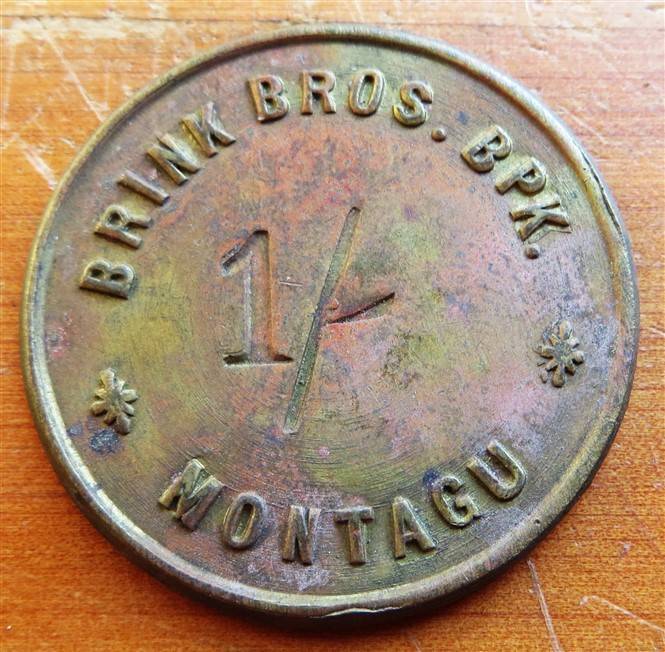 BRINK BROS. BPK.
1/-
MONTAGU